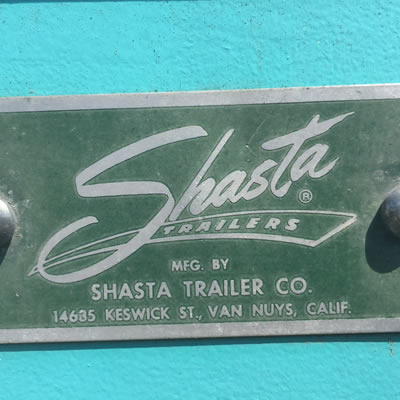 Shasta ®
TRAILERS
MFG. BY
SHASTA TRAILER CO.
14635 KESWICK ST., VAN NUYS, CALIF.